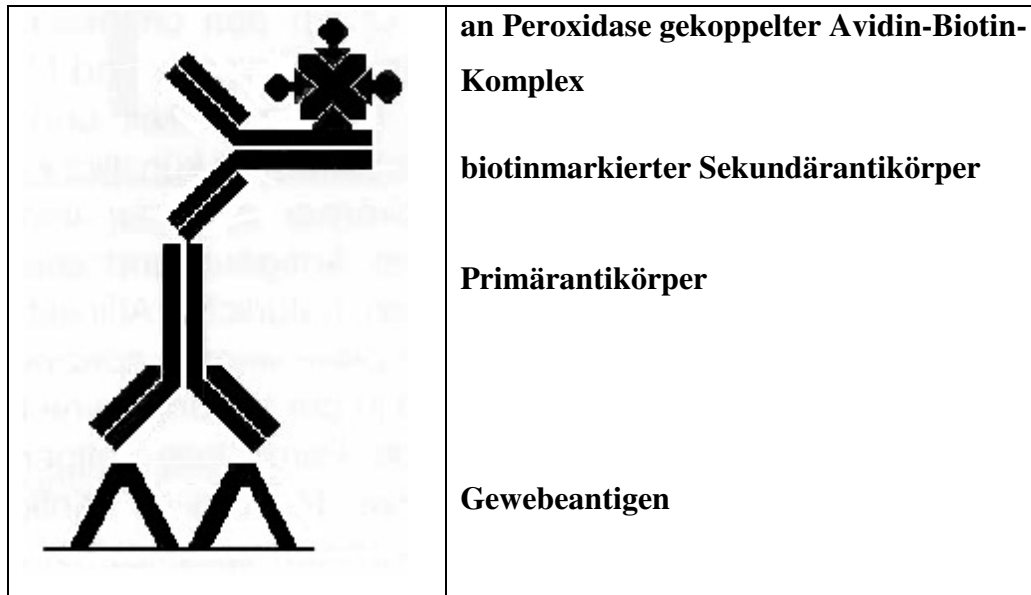 an Peroxidase gekoppelter Avidin-Biotin-
Komplex
biotinmarkierter Sekundärantikörper
Primärantikörper
Gewebeantigen